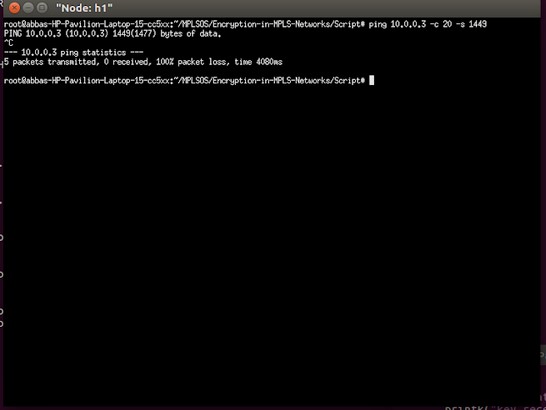 "Node: h1"
root@abbas-HP-Pavilion-Laptop-15-cc5xx:~/MPLSOS/Encryption-in-MPLS-Networks/Script# ping 10.0.0.3 -c 20 -s 1449
PING 10.0.0.3 (10.0.0.3) 1449(1477) bytes of data.
^C
--- 10.0.0.3 ping statistics ---
5 packets transmitted, 0 received, 100% packet loss, time 4080ms
root@abbas-HP-Pavilion-Laptop-15-cc5xx:~/MPLSOS/Encryption-in-MPLS-Networks/Script#